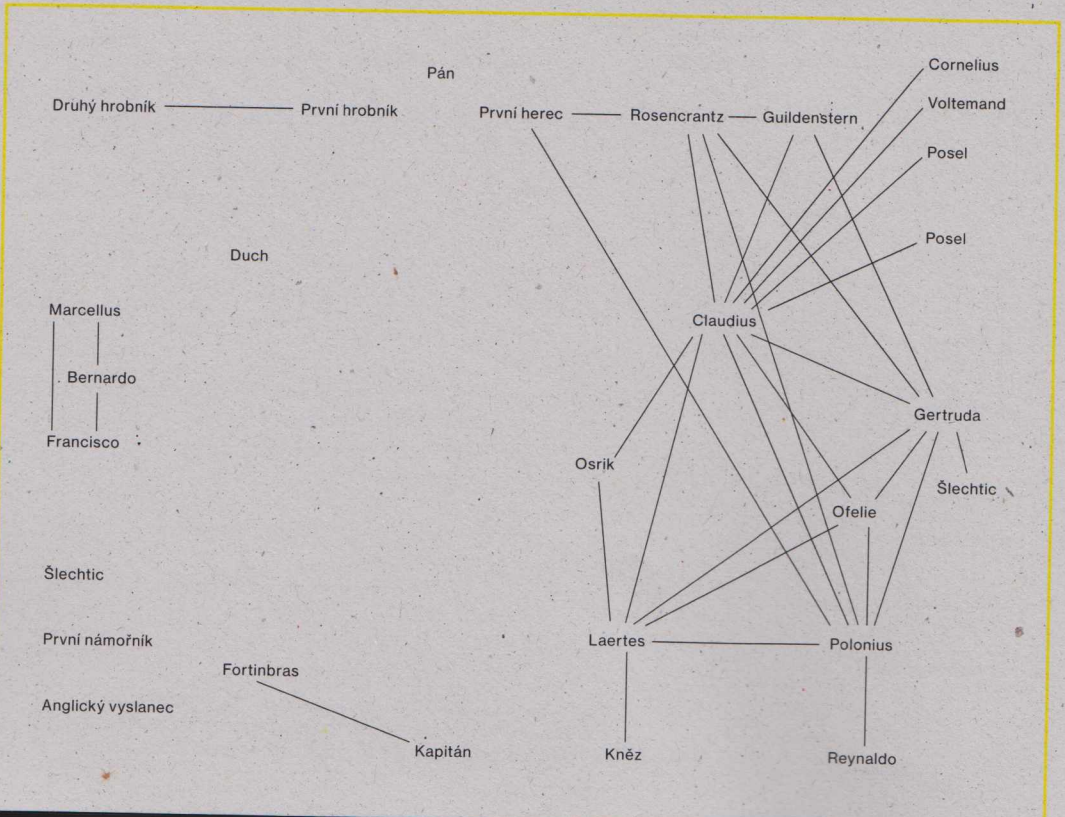 Cornelius
Pán
Voltemand
Druhý hrobník
První hrobník
První herec
Rosencrantz
Guildenstern
Posel
Posel
Duch
Marcellus
Claudius
Bernardo
Gertruda
Francisco
Osrik
Šlechtic
Ofelie
Šlechtic
První námořník
Laertes
Polonius
Fortinbras
Anglický vyslanec
Kapitán
Kněz
Reynaldo